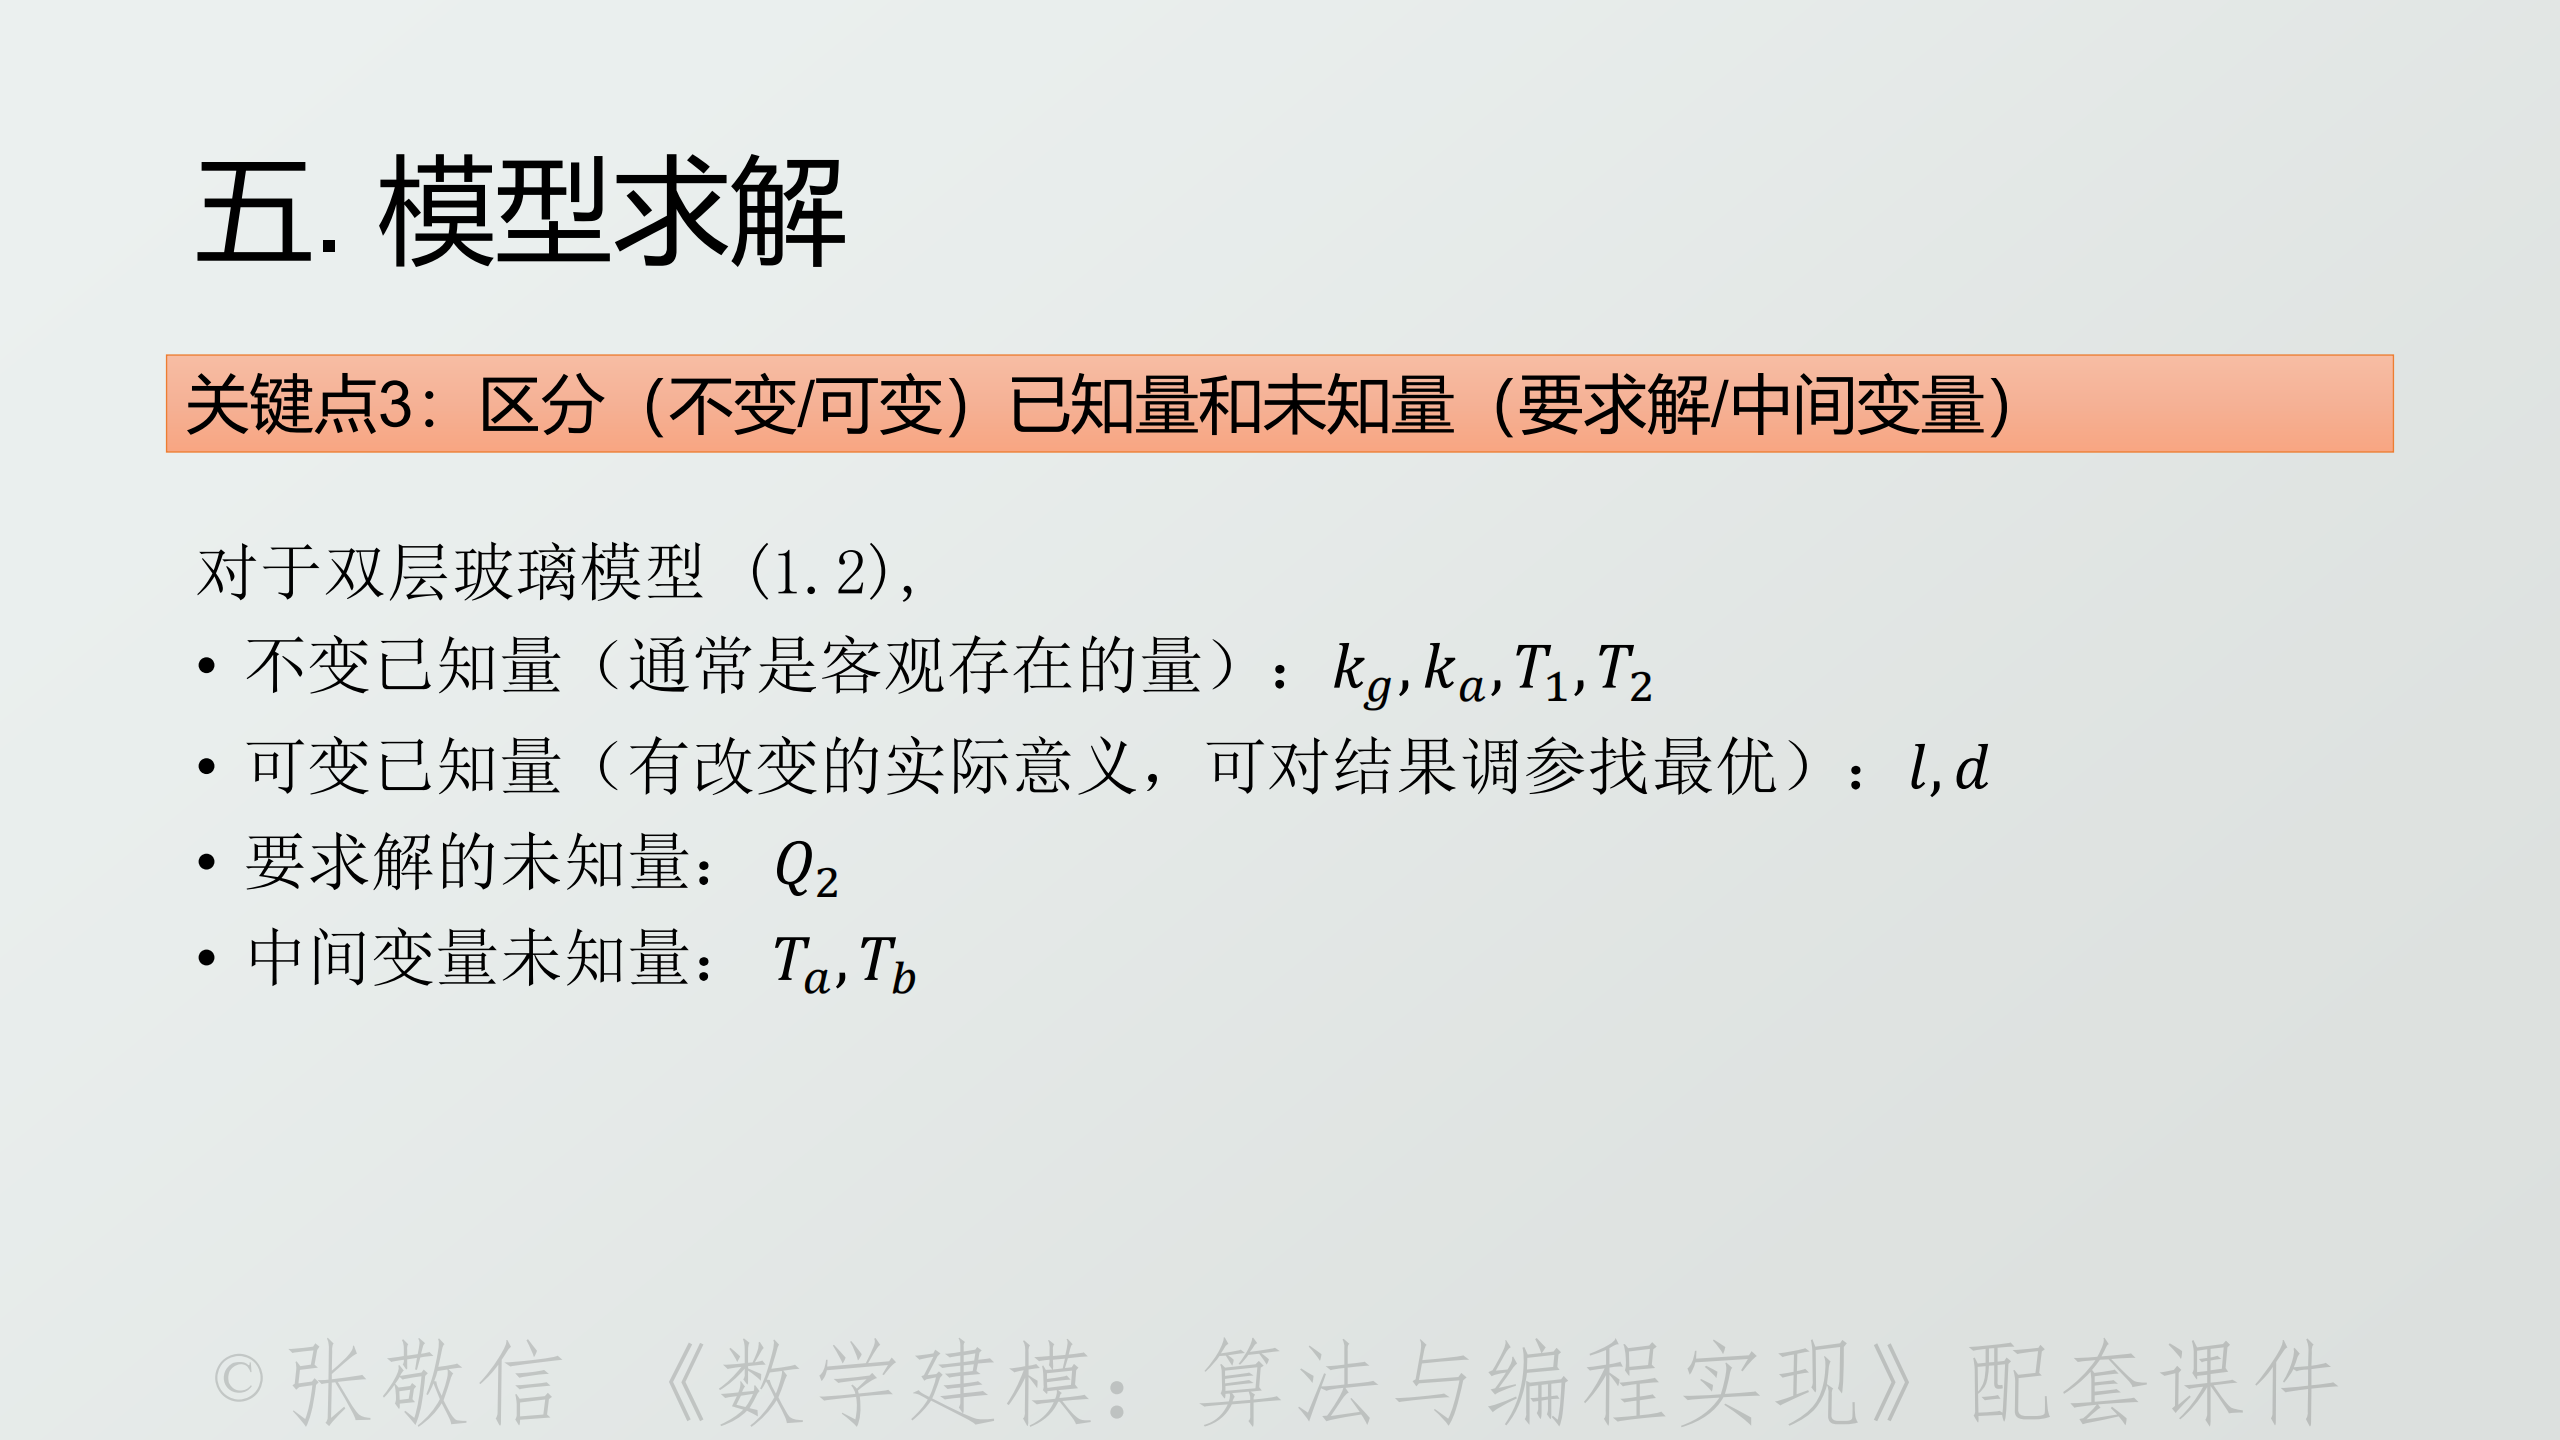 五. 模型求解
关键点3：区分（不变/可变）已知量和未知量（要求解/中间变量）
对于双层玻璃模型 (1.2),
• 不变已知量（通常是客观存在的量）：k_g, k_a, T_1, T_2
• 可变已知量（有改变的实际意义，可对结果调参找最优）：l, d
• 要求解的未知量： Q_2
• 中间变量未知量： T_a, T_b
©张敬信 《数学建模：算法与编程实现》配套课件